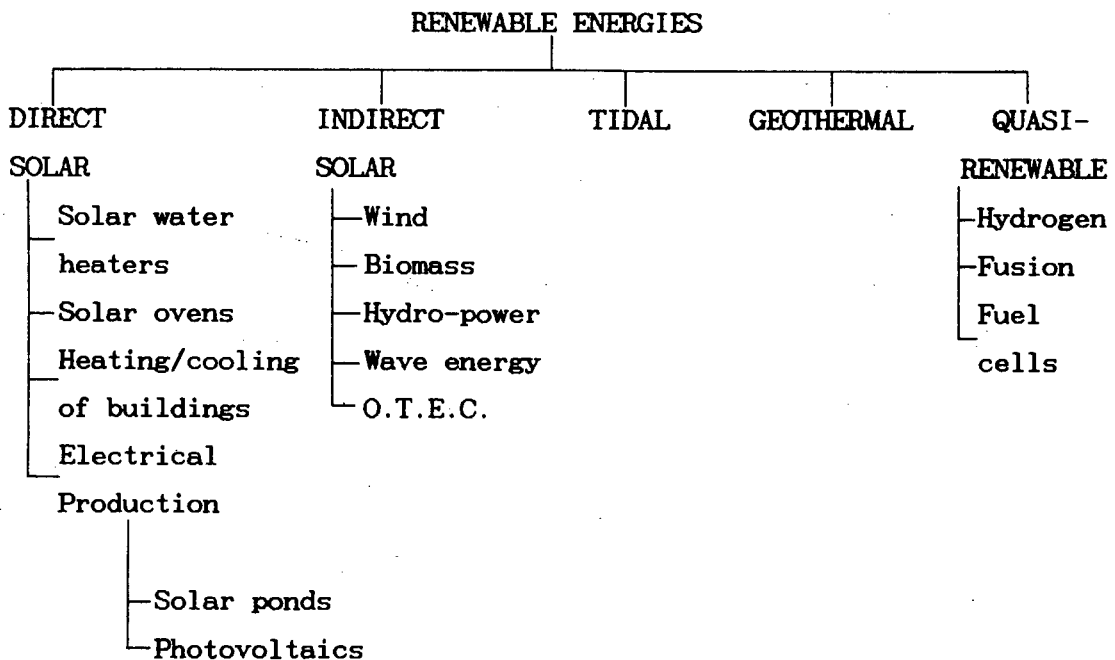 RENEWABLE ENERGIES
DIRECT
SOLAR
Solar water
heaters
Solar ovens
Heating/cooling
of buildings
Electrical
Production
Solar ponds
Photovoltaics
INDIRECT
SOLAR
Wind
Biomass
Hydro-power
Wave energy
O.T.E.C.
TIDAL
GEOTHERMAL
QUASI-
RENEWABLE
Hydrogen
Fusion
Fuel
cells